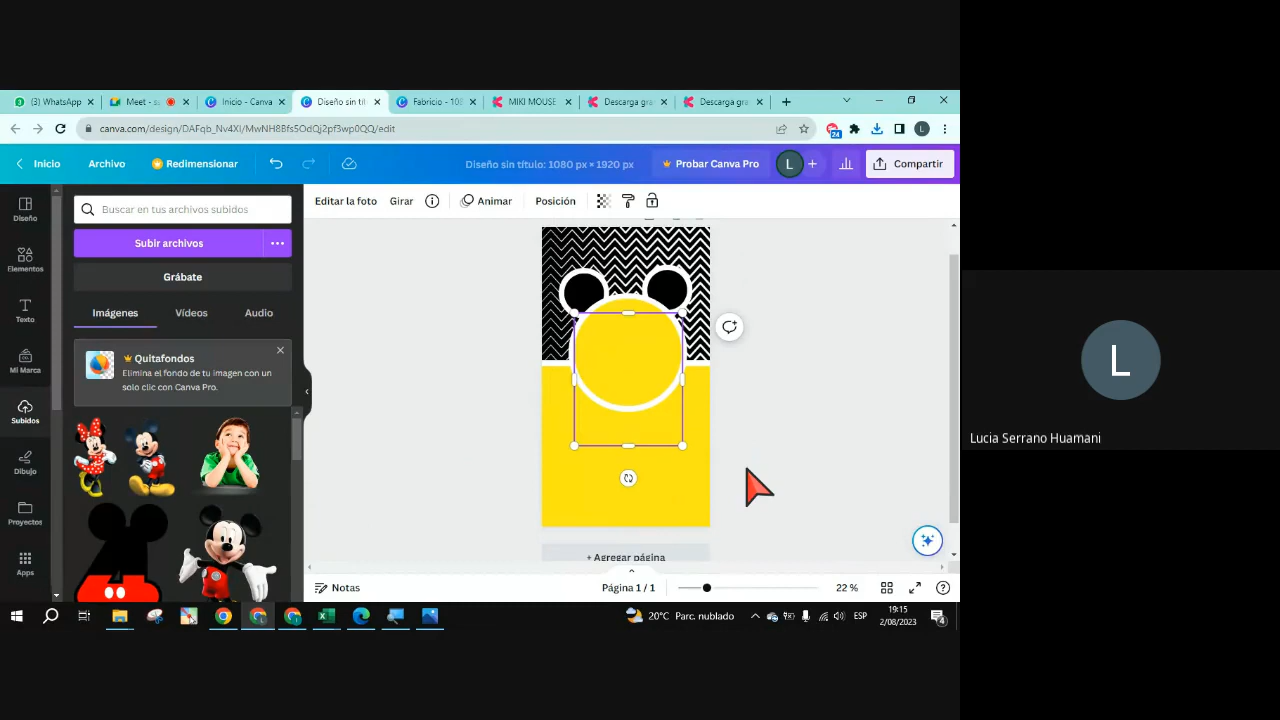 (3) WhatsApp
Meet - s
Inicio - Canva
Diseño sin tít
Fabricio - 10
MIKI MOUSE
Descarga gra
Descarga gra
canva.com/design/DAFqb_Nv4XI/MwNH8Bfs5OdQj2pf3wp0QQ/edit
24
L
Inicio
Archivo
Redimensionar
Diseño sin título: 1080 px × 1920 px
Probar Canva Pro
L
Compartir
Diseño
Elementos
Texto
Mi Marca
Subidos
Dibujo
Proyectos
Apps
Buscar en tus archivos subidos
Subir archivos
Grábate
Imágenes
Vídeos
Audio
Quitafondos
Elimina el fondo de tu imagen con un
solo clic con Canva Pro.
Editar la foto
Girar
Animar
Posición
+ Agregar página
Notas
Página 1 / 1
22 %
20°C Parc. nublado
ESP
19:15
2/08/2023
4
L
Lucia Serrano Huamani